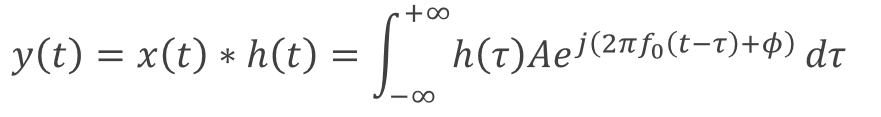 y(t) = x(t) * h(t) = ∫_{-∞}^{+∞} h(τ)Ae^{j(2πf₀(t−τ)+ϕ)} dτ